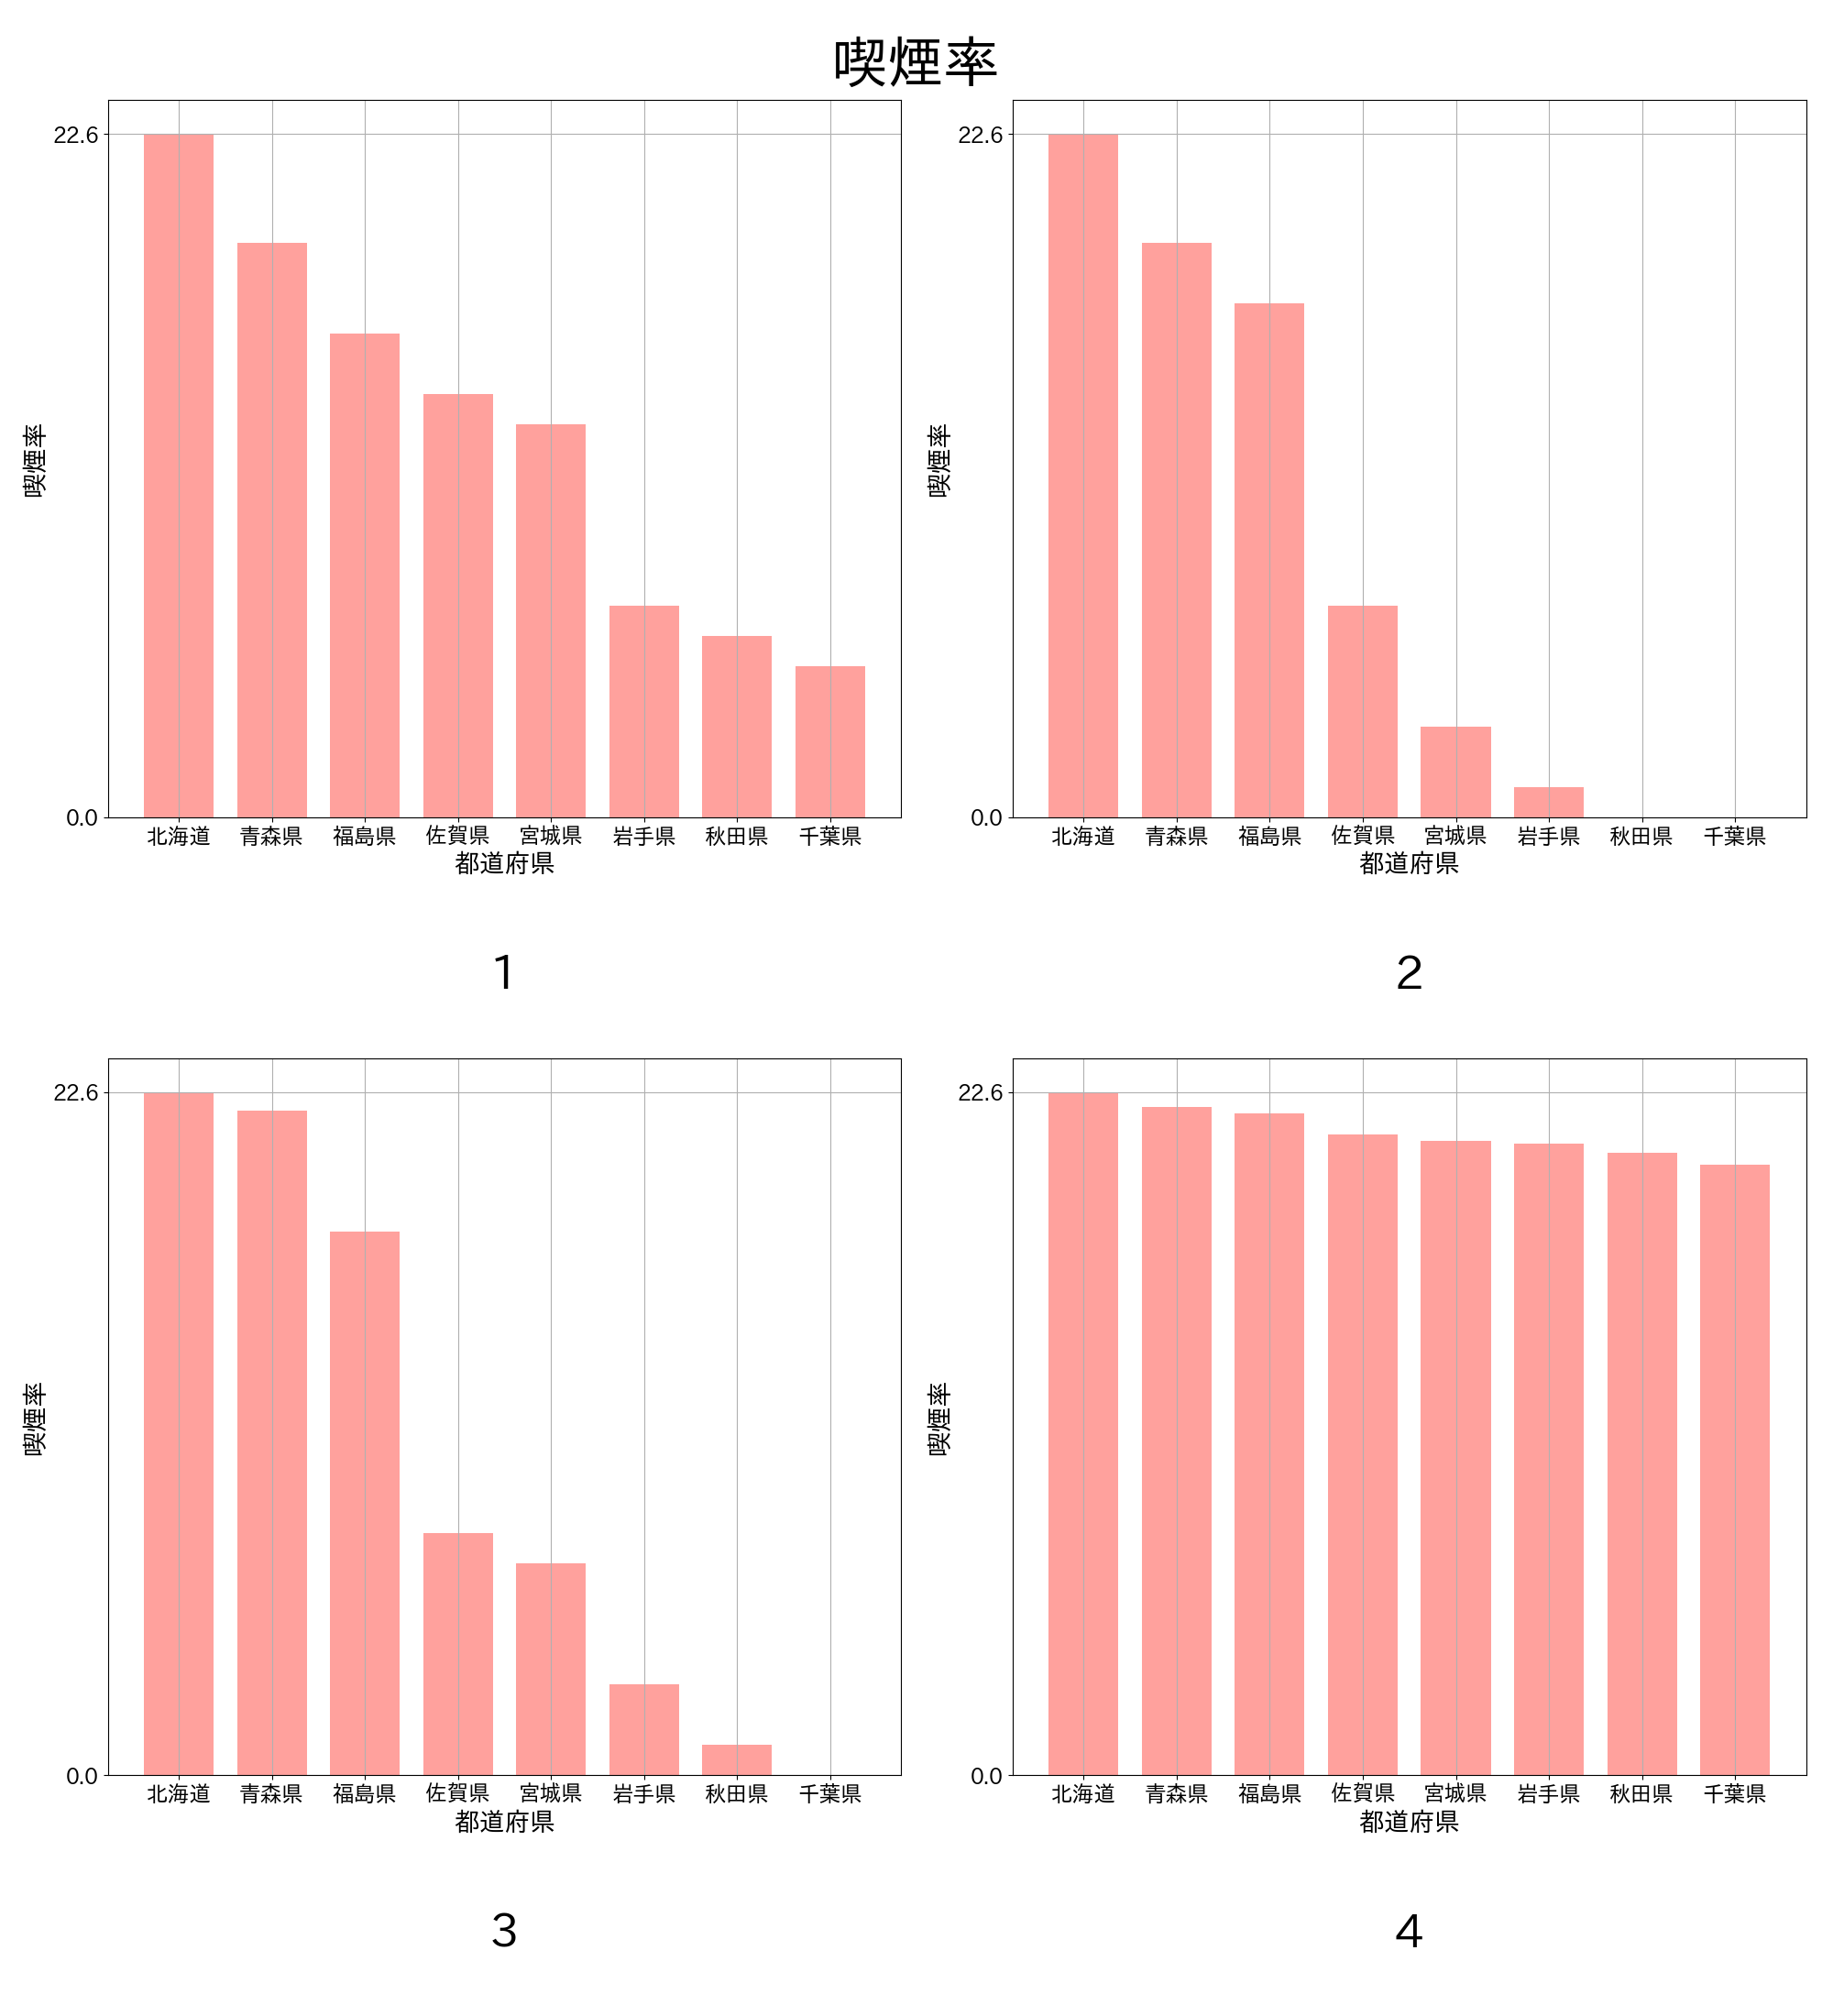 喫煙率
22.6
0.0
喫煙率
北海道 青森県 福島県 佐賀県 宮城県 岩手県 秋田県 千葉県
都道府県
1
22.6
0.0
喫煙率
北海道 青森県 福島県 佐賀県 宮城県 岩手県 秋田県 千葉県
都道府県
2
22.6
0.0
喫煙率
北海道 青森県 福島県 佐賀県 宮城県 岩手県 秋田県 千葉県
都道府県
3
22.6
0.0
喫煙率
北海道 青森県 福島県 佐賀県 宮城県 岩手県 秋田県 千葉県
都道府県
4